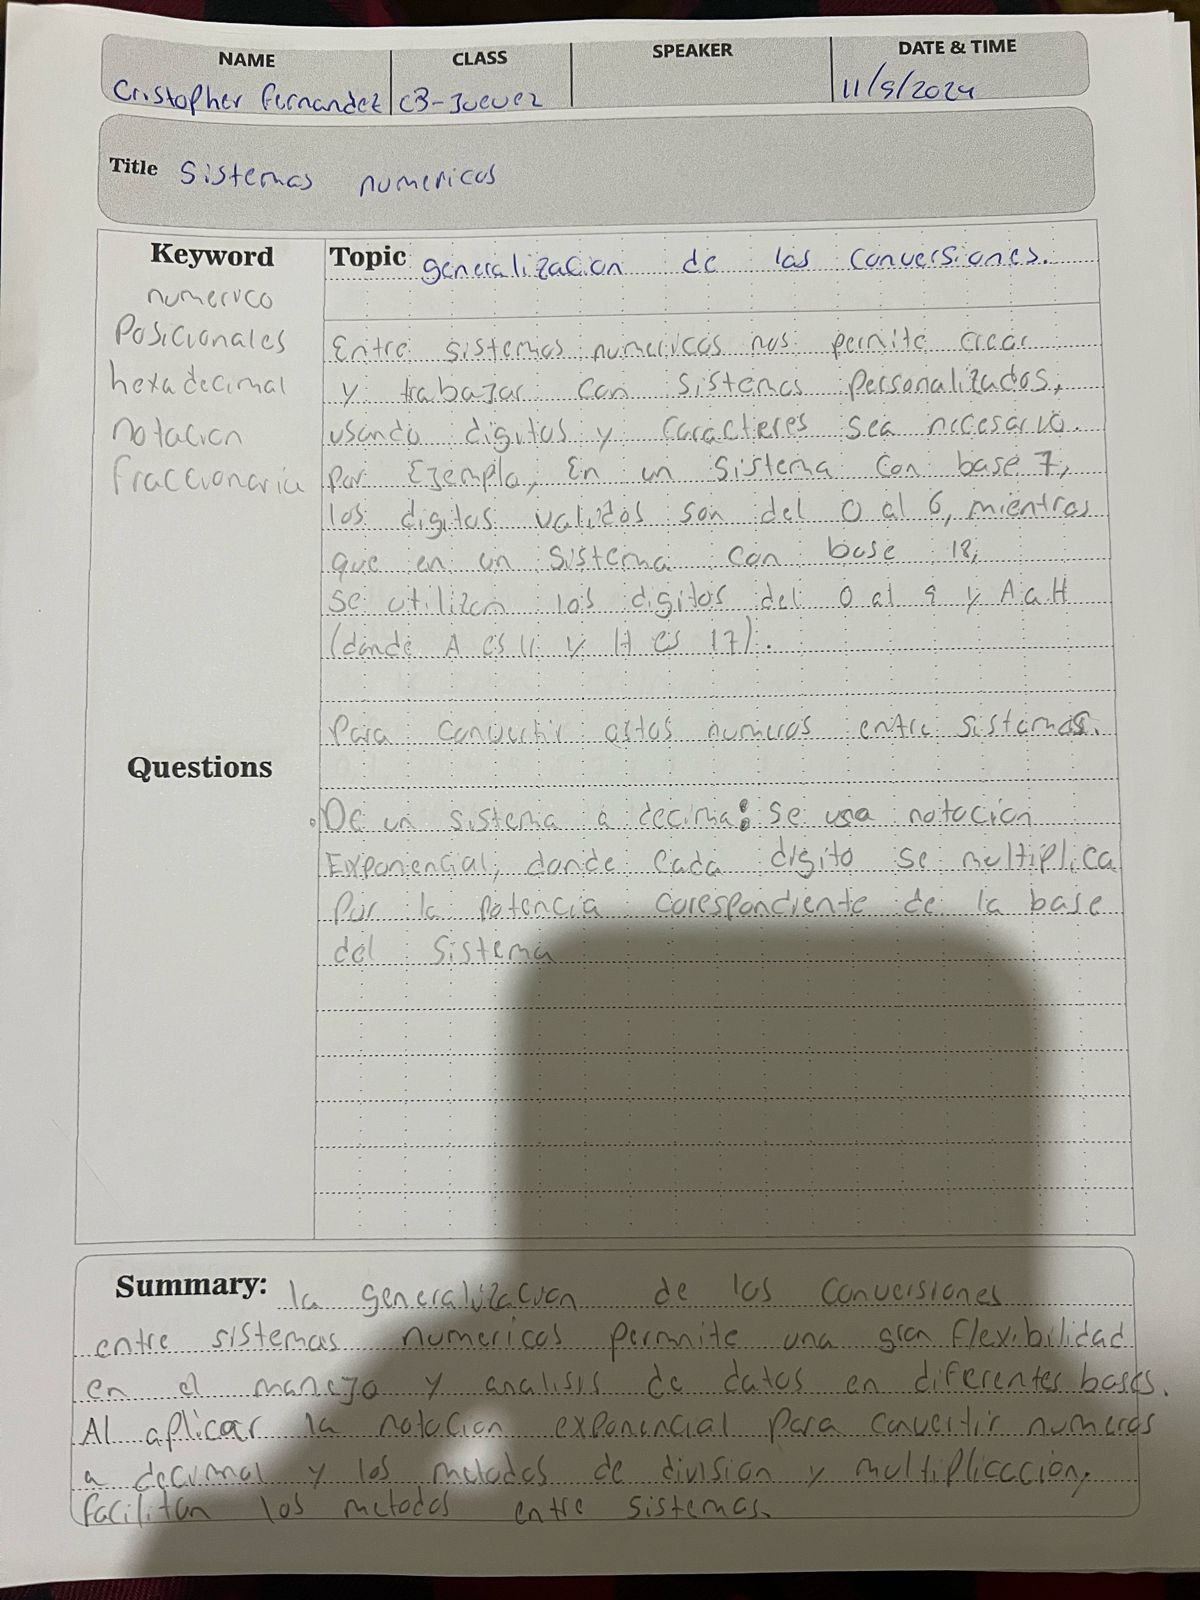 NAME CLASS SPEAKER DATE & TIME
Cristopher Fernandez C3-Juevez 11/9/2024
Title Sistemas numericos
Keyword
numerico
Posicionales
hexadecimal
notacion
fraccionaria
Questions
Topic generalizacion de las conversiones.
Entre sistemas numericos nos permite crear
y trabajar con sistemas personalizados,
usando digitos y caracteres sea necesario.
Por Ejemplo, En un sistema con base 7,
los digitos validos son del 0 al 6, mientras
que en un sistema con base 18,
se utilizan los digitos del 0 al 9 y A a H
(donde A es 11 y H es 17).
Para convertir estos numeros entre sistemas.
De un sistema a decimal: se usa notacion
Exponencial, donde cada digito se multiplica
por la potencia corespondiente de la base
del sistema
Summary: la generalizacion de las conversiones
entre sistemas numericos permite una gran flexibilidad
en el manejo y analisis de datos en diferentes bases.
Al aplicar la notacion exponencial para convertir numeros
a decimal y los metodos de division y multiplicacion,
facilitan los metodos entre sistemas.